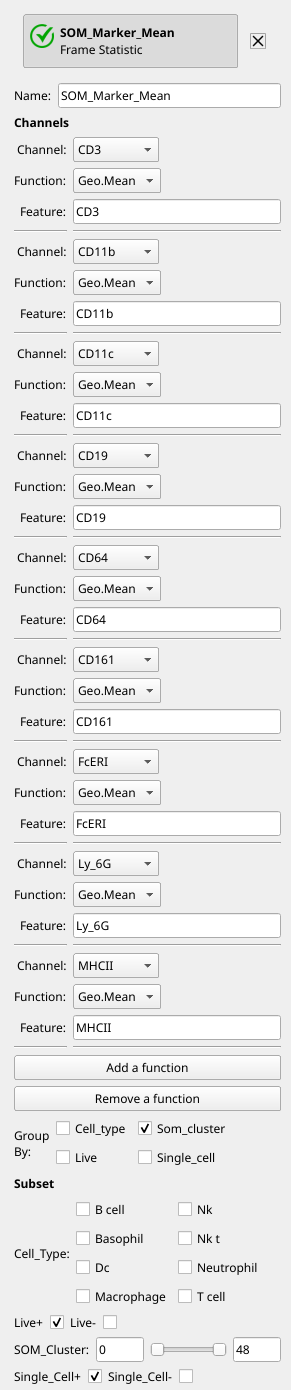 SOM_Marker_Mean
Frame Statistic
Name: SOM_Marker_Mean
Channels
Channel: CD3
Function: Geo.Mean
Feature: CD3
Channel: CD11b
Function: Geo.Mean
Feature: CD11b
Channel: CD11c
Function: Geo.Mean
Feature: CD11c
Channel: CD19
Function: Geo.Mean
Feature: CD19
Channel: CD64
Function: Geo.Mean
Feature: CD64
Channel: CD161
Function: Geo.Mean
Feature: CD161
Channel: FcERI
Function: Geo.Mean
Feature: FcERI
Channel: Ly_6G
Function: Geo.Mean
Feature: Ly_6G
Channel: MHCII
Function: Geo.Mean
Feature: MHCII
Add a function
Remove a function
Group By: Cell_type Som_cluster
Live Single_cell
Subset
B cell Nk
Basophil Nk t
Cell_Type:
Dc Neutrophil
Macrophage T cell
Live+ Live-
SOM_Cluster: 0 48
Single_Cell+ Single_Cell-